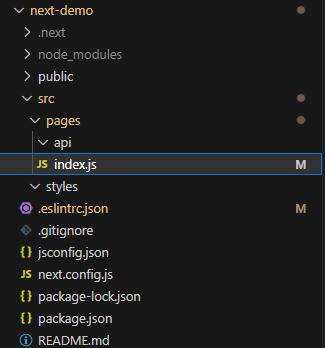 next-demo
.next
node_modules
public
src
pages
api
JS index.js M
styles
.eslintrc.json M
.gitignore
{} jsconfig.json
JS next.config.js
{} package-lock.json
{} package.json
README.md